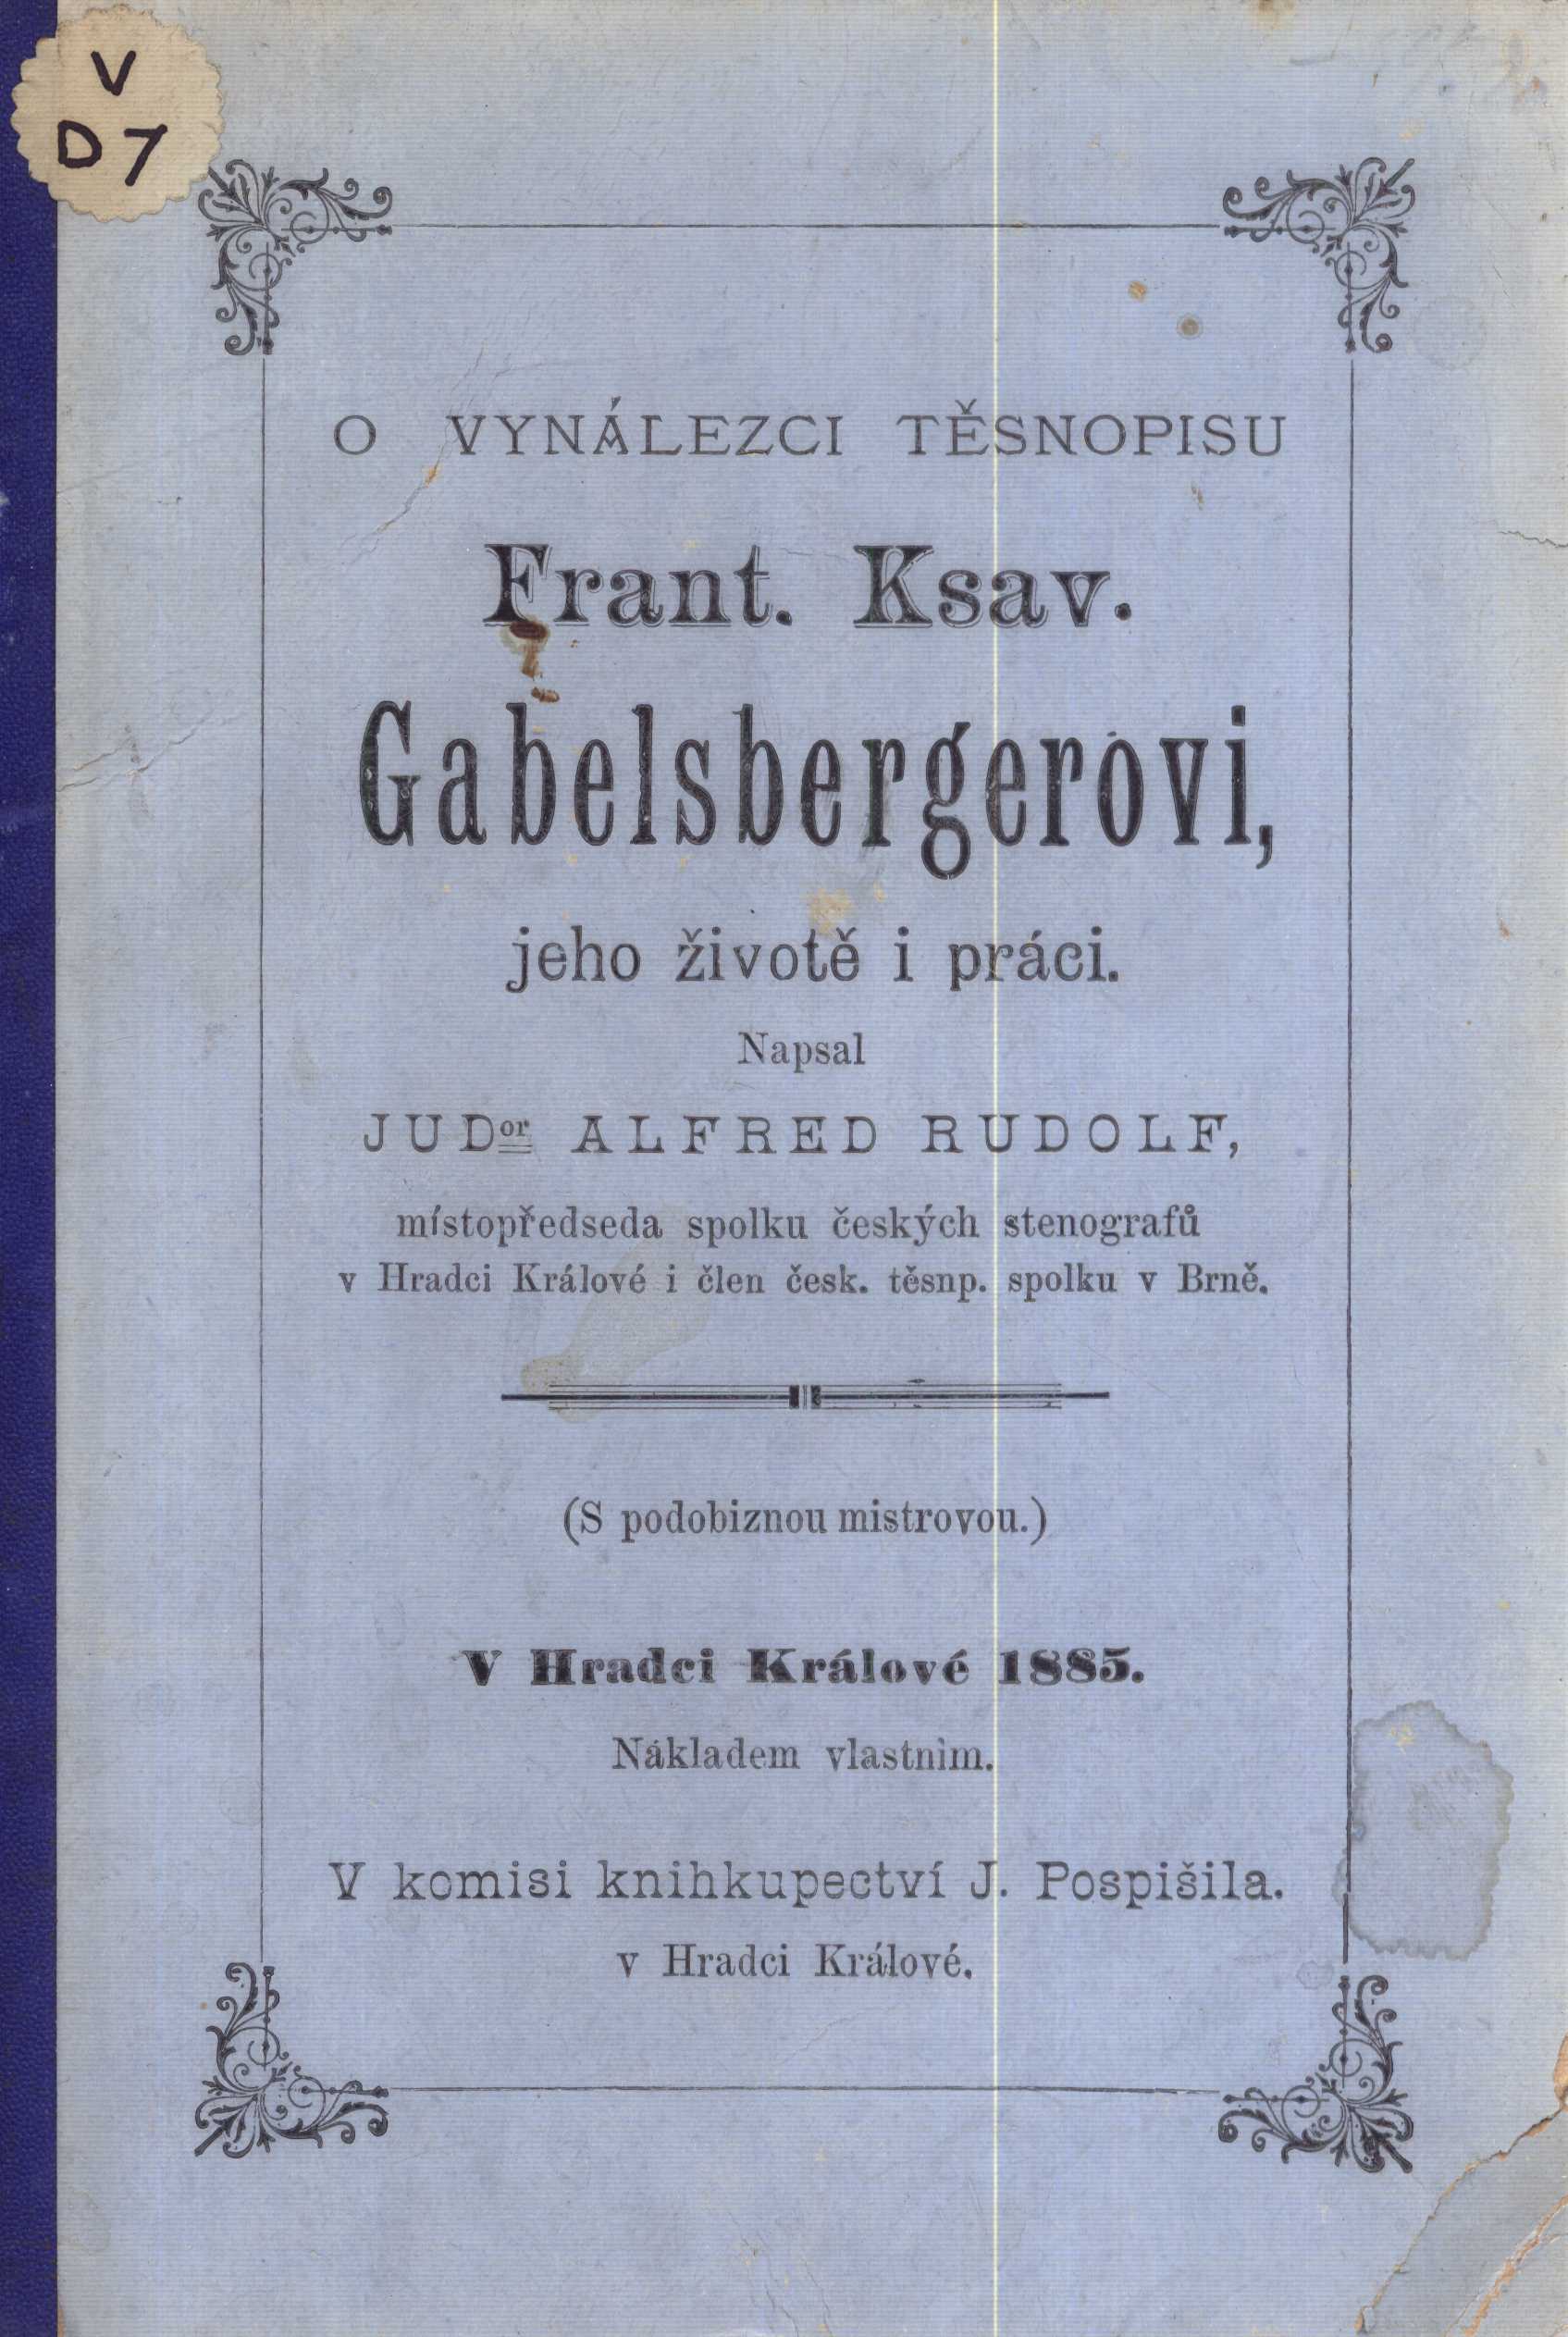 V
D7
O VYNÁLEZCI TĚSNOPISU
Frant. Ksav.
Gabelsbergerovi,
jeho životě i práci.
Napsal
JUDor ALFRED RUDOLF,
místopředseda spolku českých stenografů
v Hradci Králové i člen česk. těsnp. spolku v Brně.
(S podobiznou mistrovou.)
V Hradci Králové 1885.
Nákladem vlastním.
V komisi knihkupectví J. Pospíšila.
v Hradci Králové.